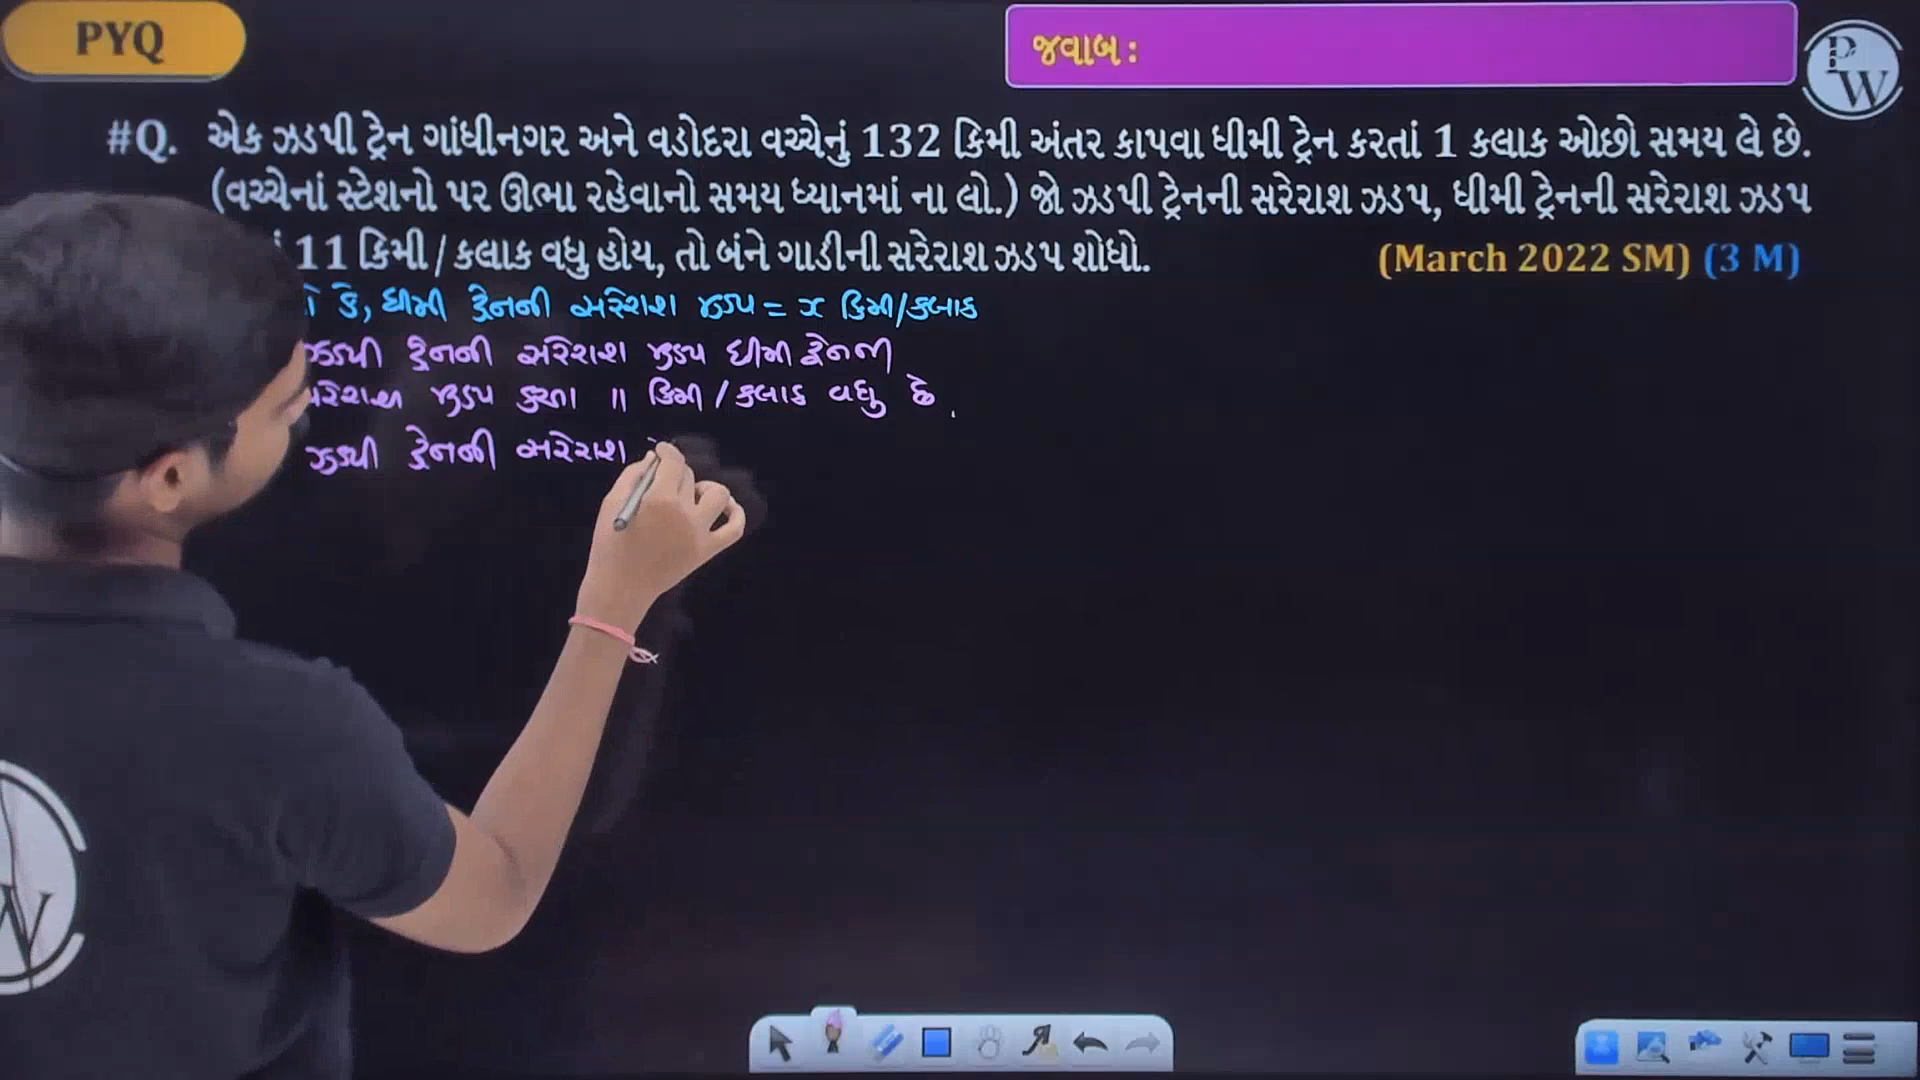 PYQ
જવાબ :
PW
#Q. એક ઝડપી ટ્રેન ગાંધીનગર અને વડોદરા વચ્ચેનું 132 કિમી અંતર કાપવા ધીમી ટ્રેન કરતાં 1 કલાક ઓછો સમય લે છે.
(વચ્ચેનાં સ્ટેશનો પર ઊભા રહેવાનો સમય ધ્યાનમાં ના લો.) જો ઝડપી ટ્રેનની સરેરાશ ઝડપ, ધીમી ટ્રેનની સરેરાશ ઝડપ
11 કિમી / કલાક વધુ હોય, તો બંને ગાડીની સરેરાશ ઝડપ શોધો. (March 2022 SM) (3 M)
કે, ધીમી ટ્રેનની સરેરાશ ઝડપ = x કિમી/કલાક
ઝડપી ટ્રેનની સરેરાશ ઝડપ ધીમી ટ્રેનની
સરેરાશ ઝડપ કરતા 11 કિમી / કલાક વધુ છે.
ઝડપી ટ્રેનની સરેરાશ